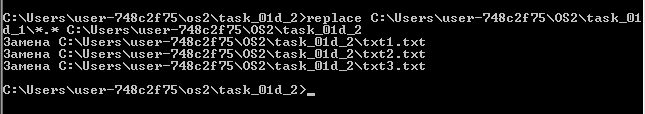 C:\Users\user-748c2f75\os2\task_01d_2>replace C:\Users\user-748c2f75\OS2\task_01
d_1\*.* C:\Users\user-748c2f75\OS2\task_01d_2
Замена C:\Users\user-748c2f75\OS2\task_01d_2\txt1.txt
Замена C:\Users\user-748c2f75\OS2\task_01d_2\txt2.txt
Замена C:\Users\user-748c2f75\OS2\task_01d_2\txt3.txt
C:\Users\user-748c2f75\os2\task_01d_2>_